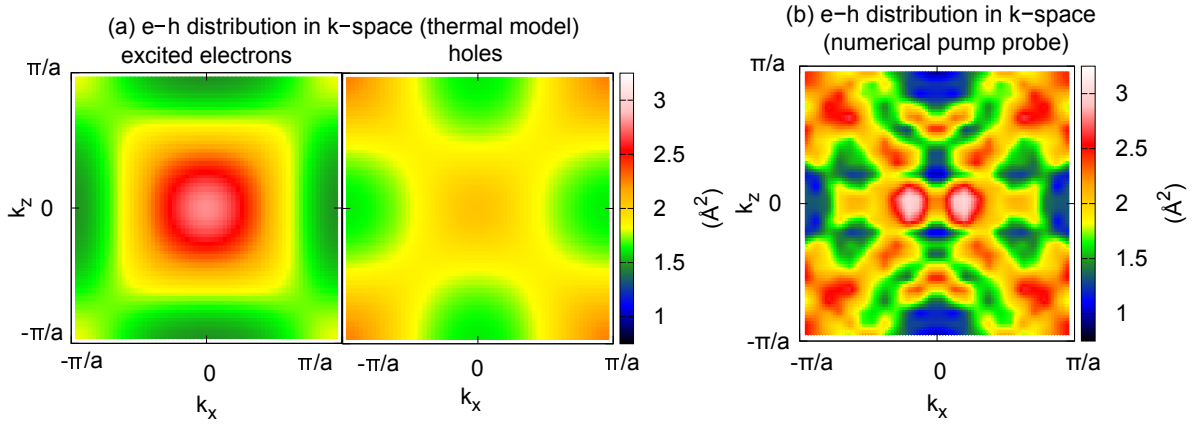 (a) e−h distribution in k−space (thermal model)
excited electrons
holes
π/a
k_z
0
-π/a
-π/a
0
π/a
k_x
-π/a
0
π/a
k_x
3
2.5
2
1.5
1
(Å²)
(b) e−h distribution in k−space
(numerical pump probe)
π/a
k_z
0
-π/a
-π/a
0
π/a
k_x
3
2.5
2
1.5
1
(Å²)